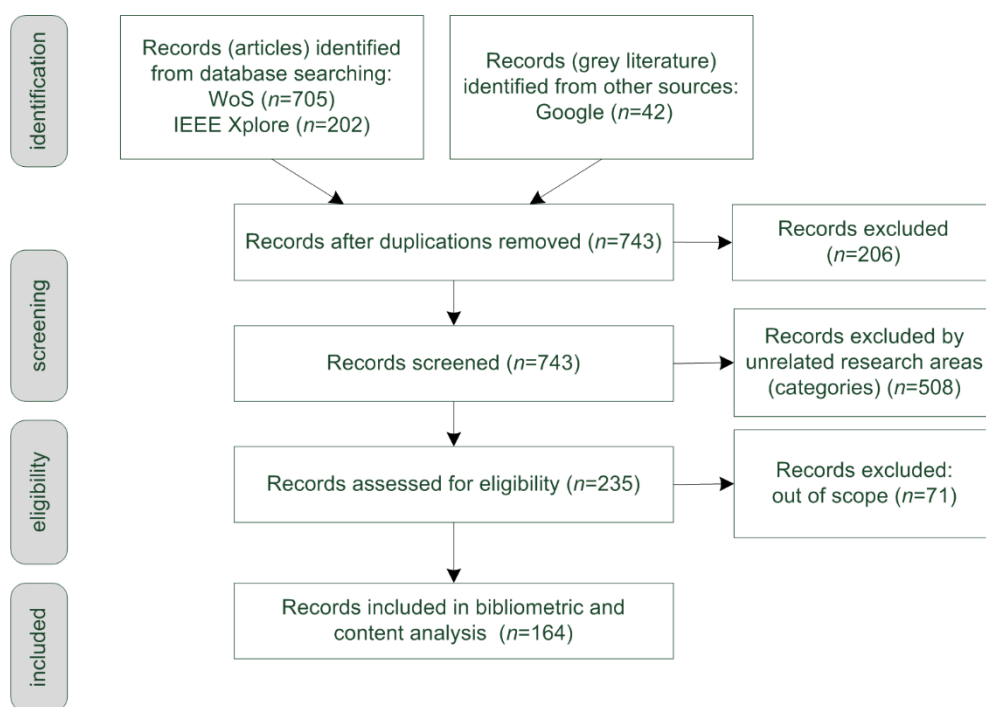 identification
Records (articles) identified
from database searching:
WoS (n=705)
IEEE Xplore (n=202)
Records (grey literature)
identified from other sources:
Google (n=42)
Records after duplications removed (n=743)
Records excluded
(n=206)
screening
Records screened (n=743)
Records excluded by
unrelated research areas
(categories) (n=508)
eligibility
Records assessed for eligibility (n=235)
Records excluded:
out of scope (n=71)
included
Records included in bibliometric and
content analysis (n=164)